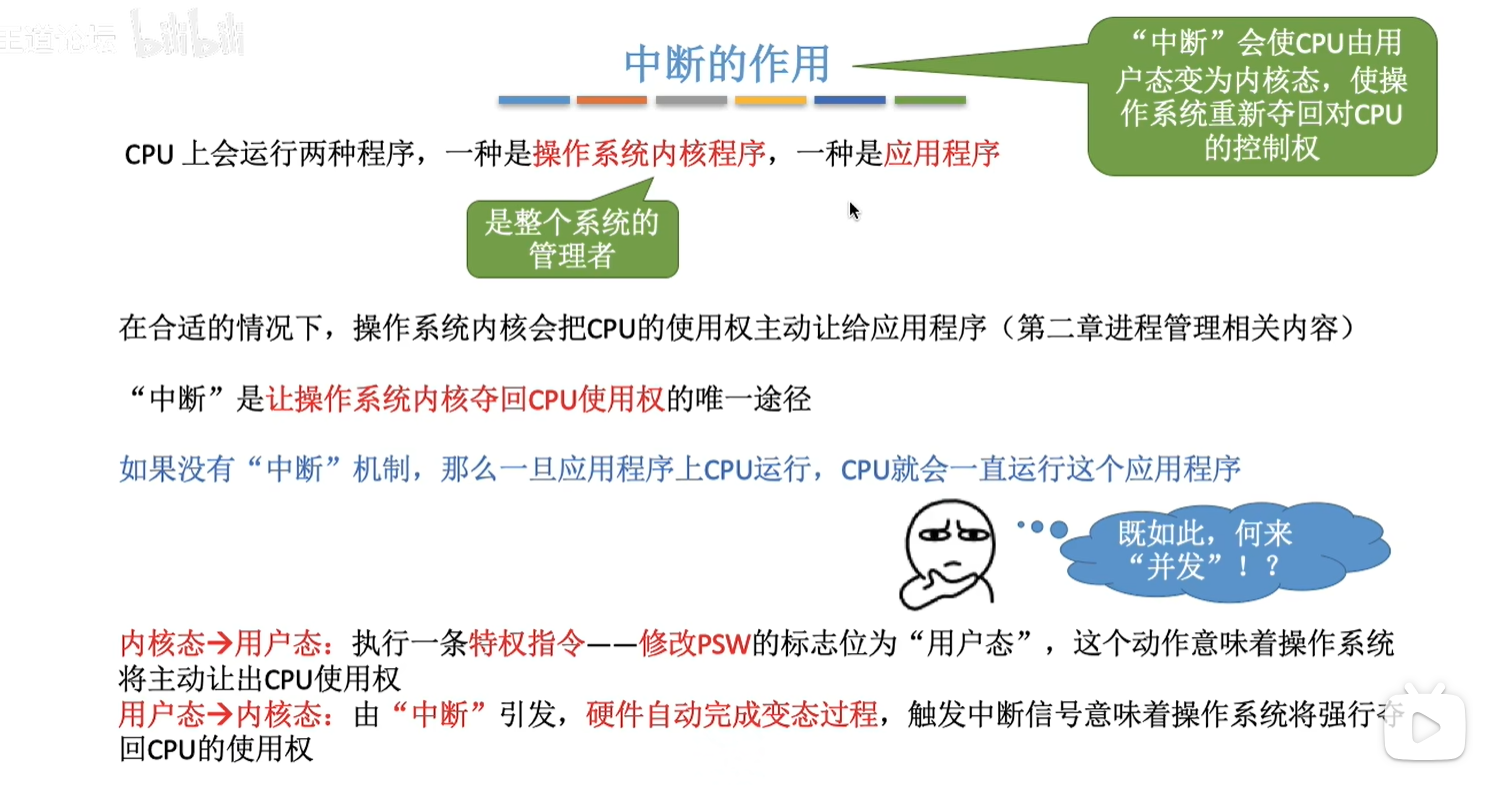 王道论坛 bilibili
中断的作用
“中断”会使CPU由用
户态变为内核态，使操
作系统重新夺回对CPU
的控制权
CPU 上会运行两种程序，一种是操作系统内核程序，一种是应用程序
是整个系统的
管理者
在合适的情况下，操作系统内核会把CPU的使用权主动让给应用程序（第二章进程管理相关内容）
“中断”是让操作系统内核夺回CPU使用权的唯一途径
如果没有“中断”机制，那么一旦应用程序上CPU运行，CPU就会一直运行这个应用程序
既如此，何来
“并发”！？
内核态→用户态：执行一条特权指令——修改PSW的标志位为“用户态”，这个动作意味着操作系统
将主动让出CPU使用权
用户态→内核态：由“中断”引发，硬件自动完成变态过程，触发中断信号意味着操作系统将强行夺
回CPU的使用权